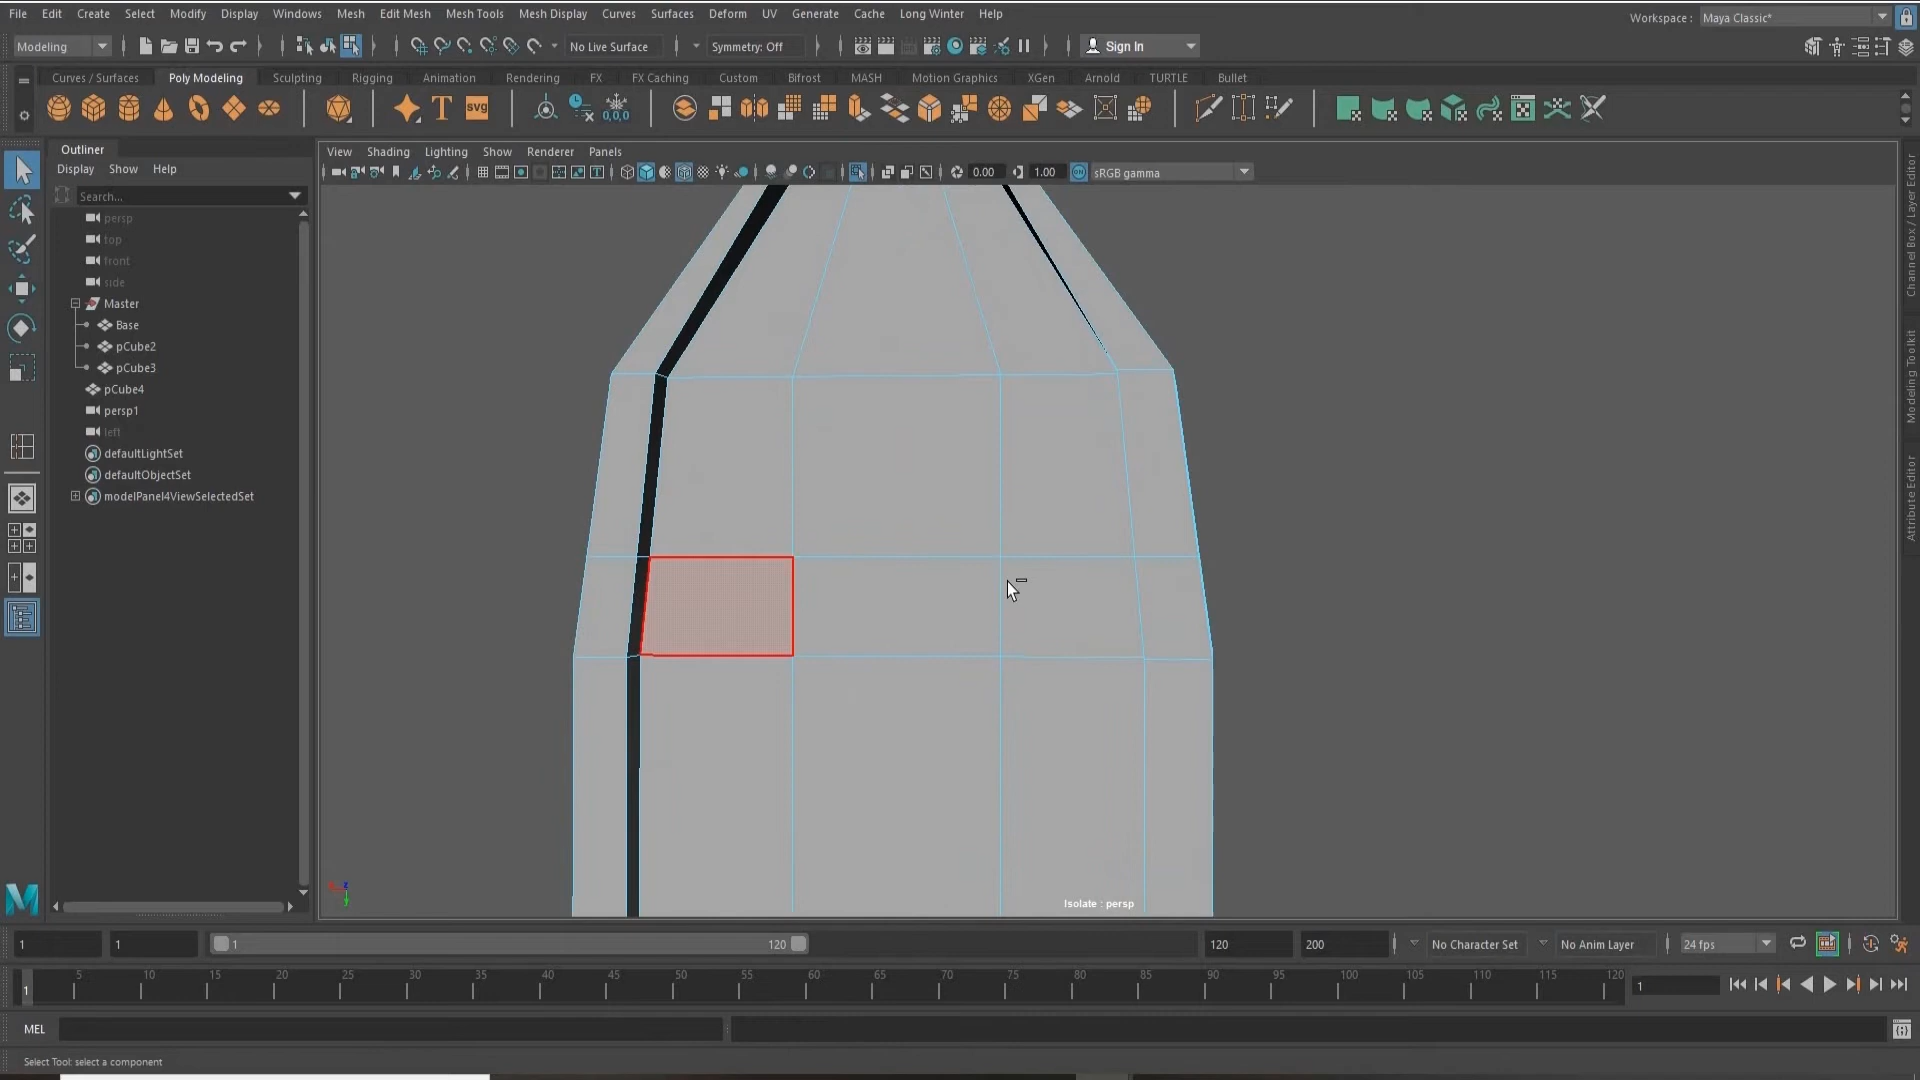 File Edit Create Select Modify Display Windows Mesh Edit Mesh Mesh Tools Mesh Display Curves Surfaces Deform UV Generate Cache Long Winter Help Workspace : Maya Classic*
Modeling No Live Surface Symmetry: Off Sign In
Curves / Surfaces Poly Modeling Sculpting Rigging Animation Rendering FX FX Caching Custom Bifrost MASH Motion Graphics XGen Arnold TURTLE Bullet
T svg 0,0,0
Outliner
Display Show Help
Search...
persp
top
front
side
Master
Base
pCube2
pCube3
pCube4
persp1
left
defaultLightSet
defaultObjectSet
modelPanel4ViewSelectedSet
View Shading Lighting Show Renderer Panels
0.00 1.00 ON sRGB gamma
Isolate : persp
Channel Box / Layer Editor
Modeling Toolkit
Attribute Editor
1 1 1 120 120 200 No Character Set No Anim Layer 24 fps
1 5 10 15 20 25 30 35 40 45 50 55 60 65 70 75 80 85 90 95 100 105 110 115 120 1
MEL
Select Tool: select a component